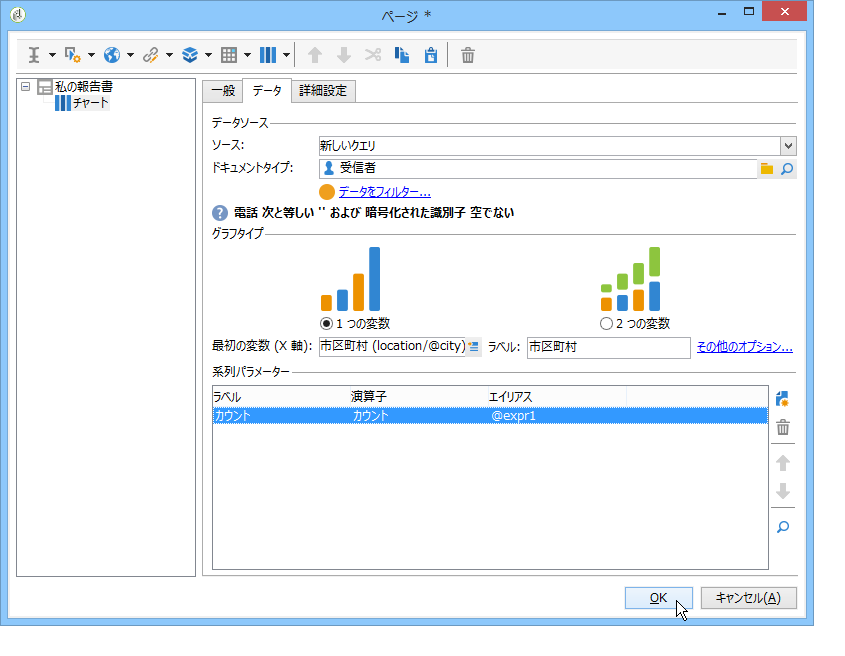 ページ *
私の報告書
チャート
一般 データ 詳細設定
データソース
ソース: 新しいクエリ
ドキュメントタイプ: 受信者
データをフィルター...
? 電話 次と等しい '' および 暗号化された識別子 空でない
グラフタイプ
1 つの変数 2 つの変数
最初の変数 (X 軸): 市区町村 (location/@city) ラベル: 市区町村 その他のオプション...
系列パラメーター
ラベル 演算子 エイリアス
カウント カウント @expr1
OK キャンセル(A)